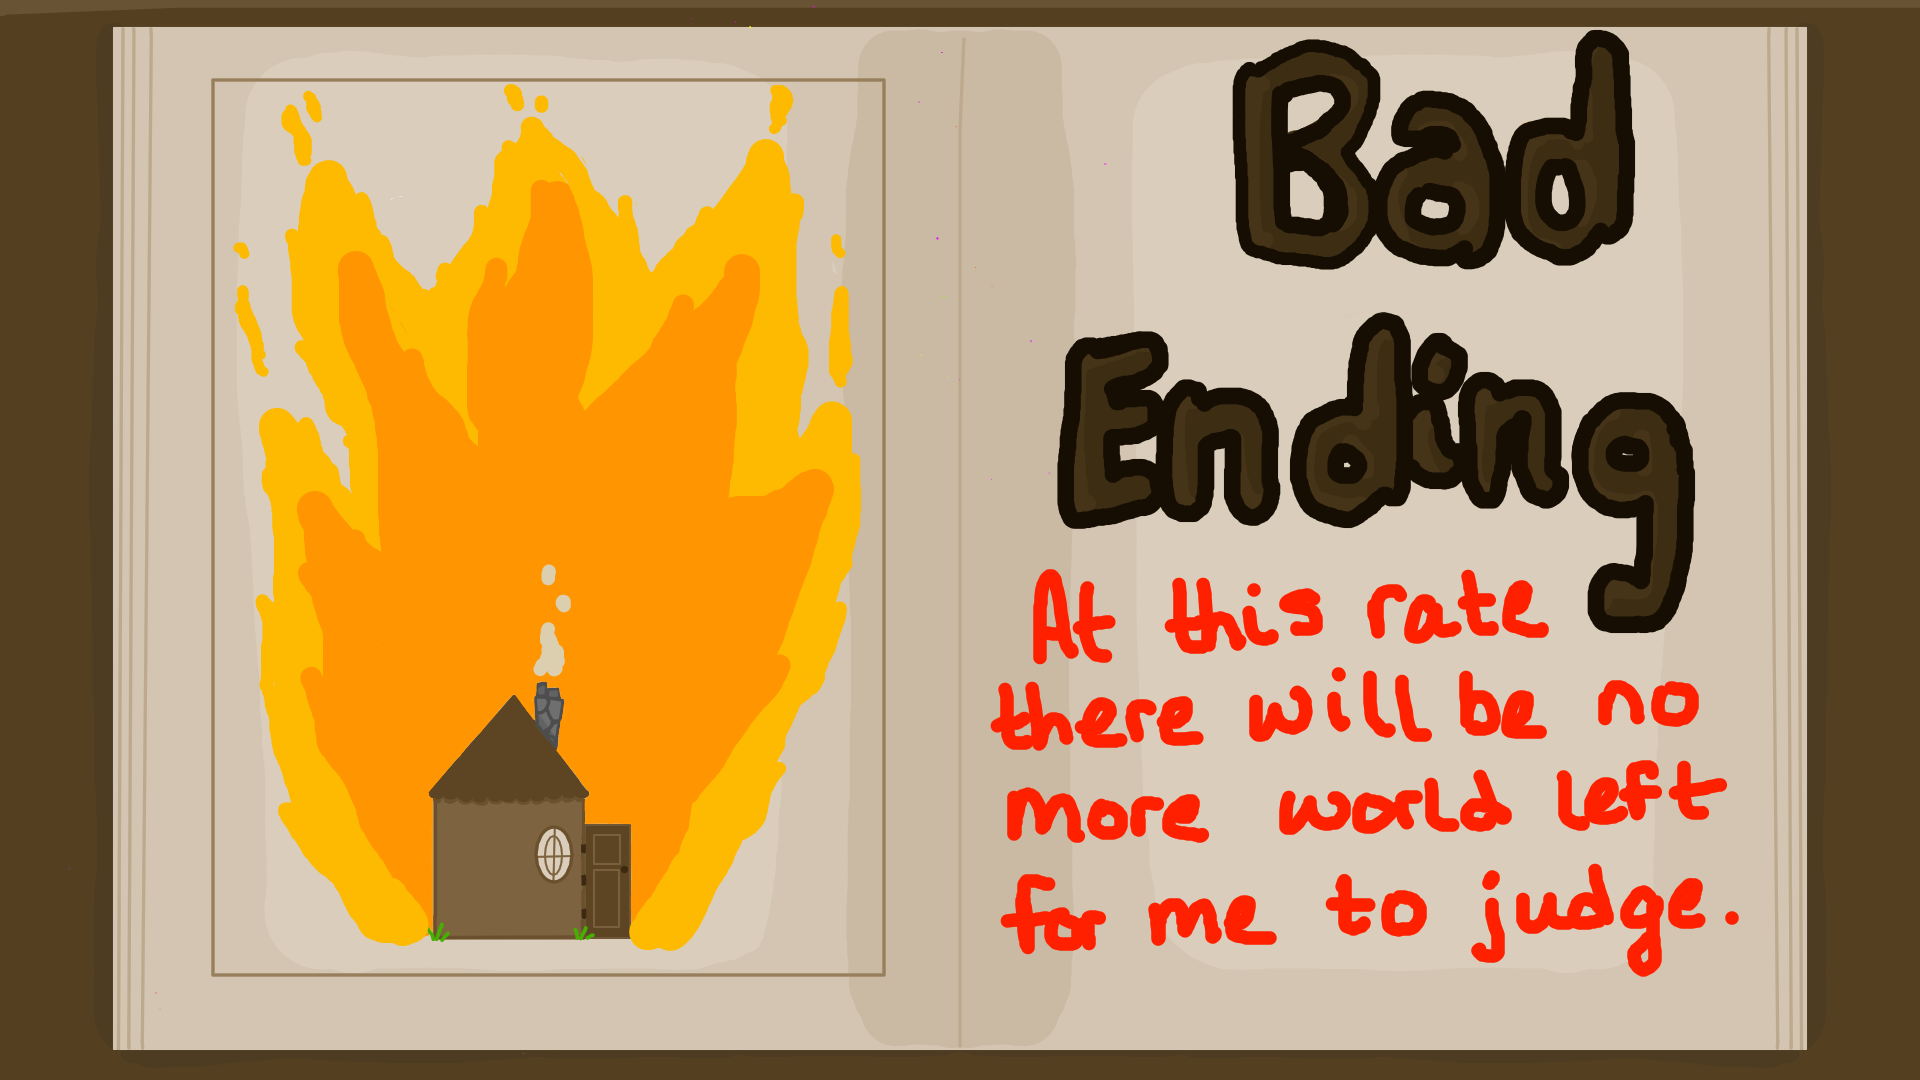 Bad
Ending
At this rate
there will be no
more world left
for me to judge.